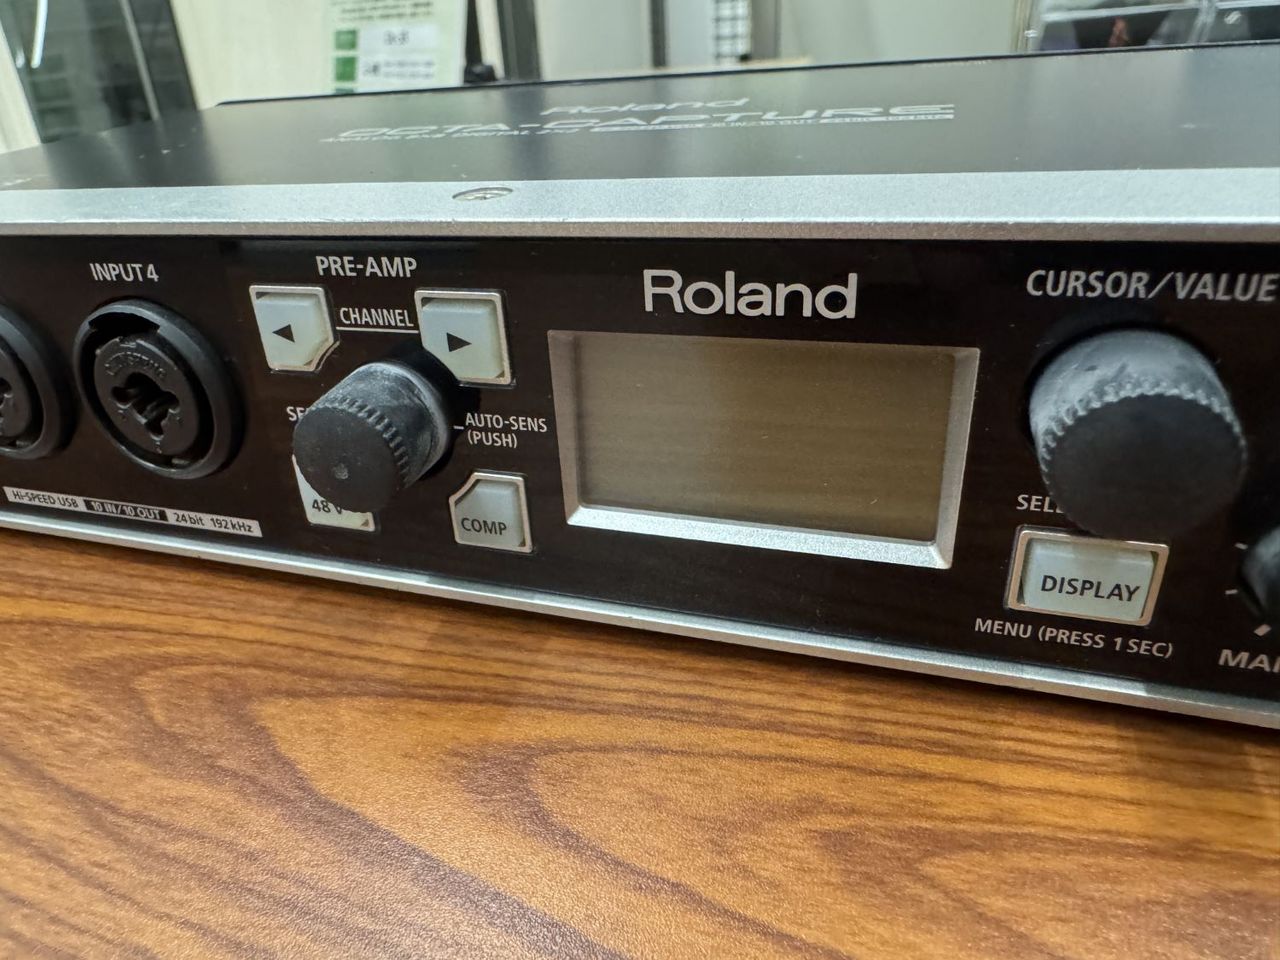 Roland
OCTA-CAPTURE
INPUT 4
PRE-AMP
CHANNEL
◀
▶
AUTO-SENS
(PUSH)
48V
COMP
HI-SPEED USB 10 IN/10 OUT 24bit 192kHz
Roland
CURSOR/VALUE
DISPLAY
MENU (PRESS 1 SEC)